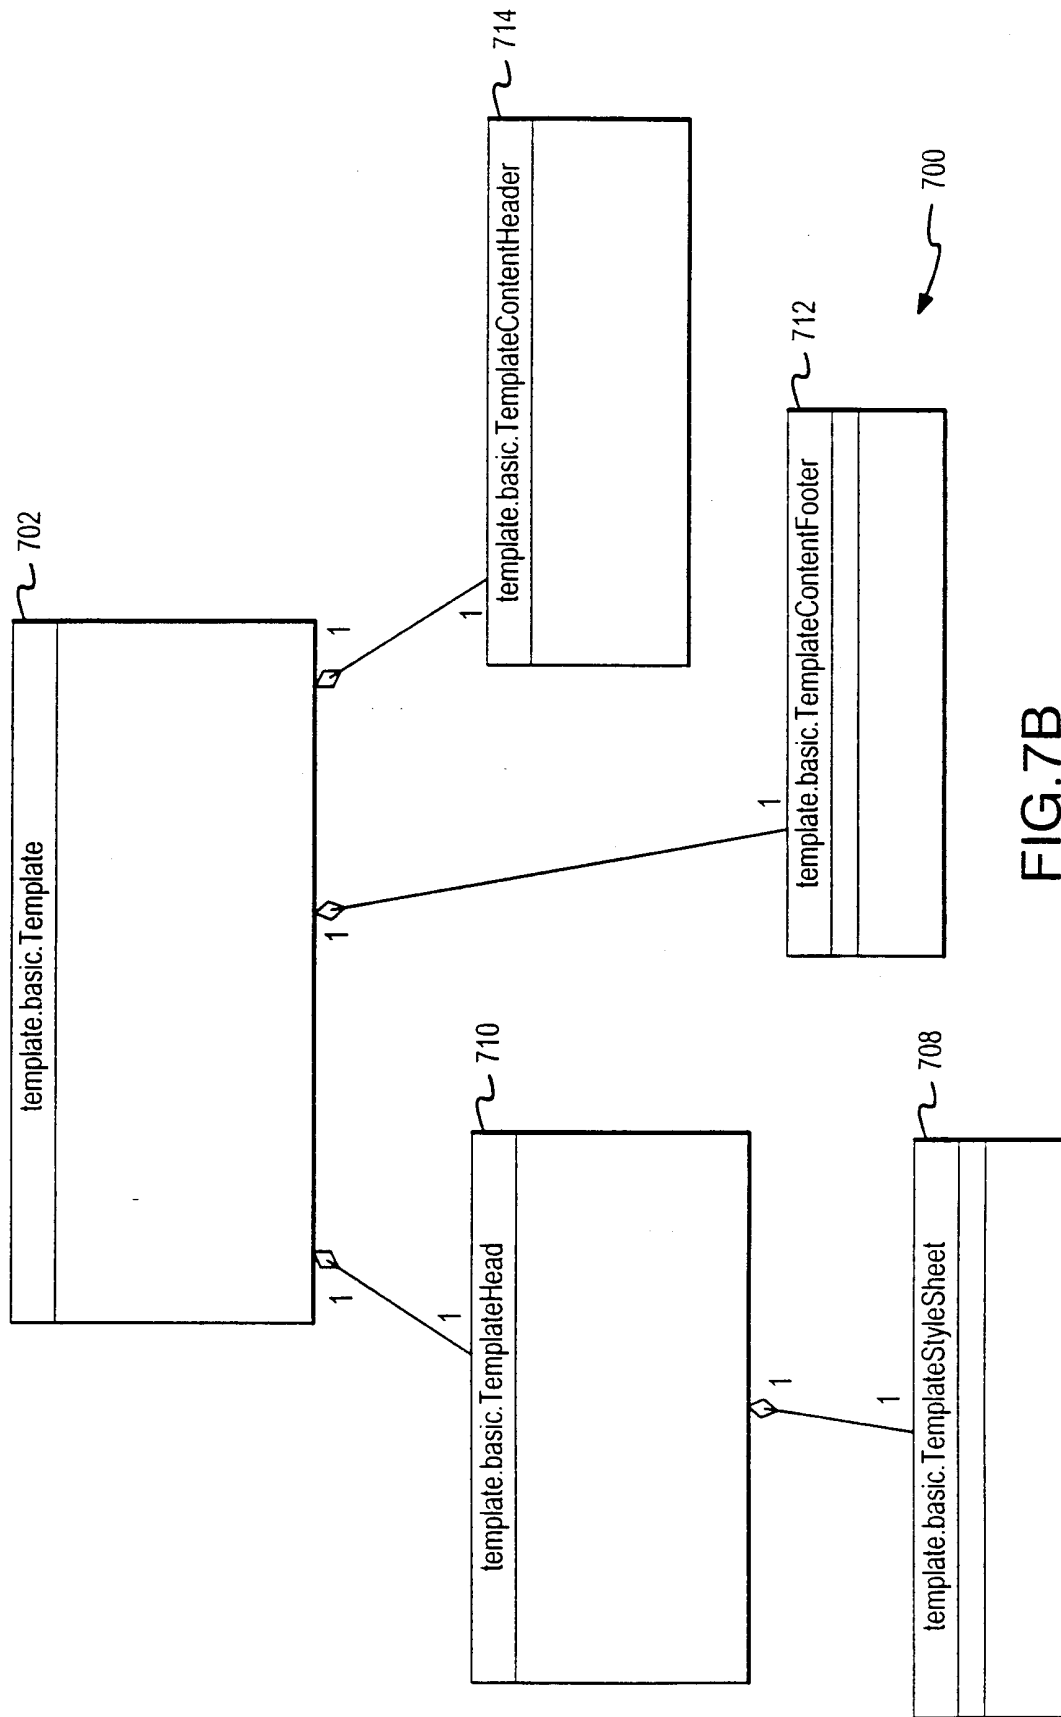 template.basic.Template
702
1
1
1
1
template.basic.TemplateHead
710
1
template.basic.TemplateContentHeader
714
1
1
template.basic.TemplateContentFooter
712
1
1
template.basic.TemplateStyleSheet
708
700
FIG.7B